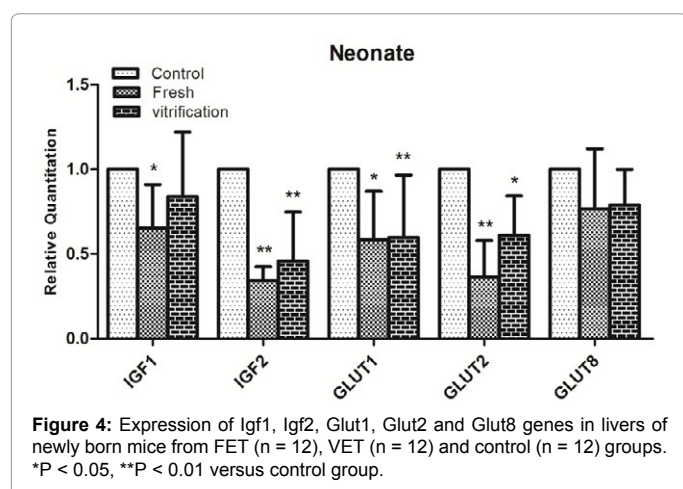 Neonate
Control
Fresh
vitrification
Relative Quantitation
1.5
1.0
0.5
0.0
*
**
**
*
**
**
*
IGF1
IGF2
GLUT1
GLUT2
GLUT8
Figure 4: Expression of Igf1, Igf2, Glut1, Glut2 and Glut8 genes in livers of
newly born mice from FET (n = 12), VET (n = 12) and control (n = 12) groups.
*P < 0.05, **P < 0.01 versus control group.